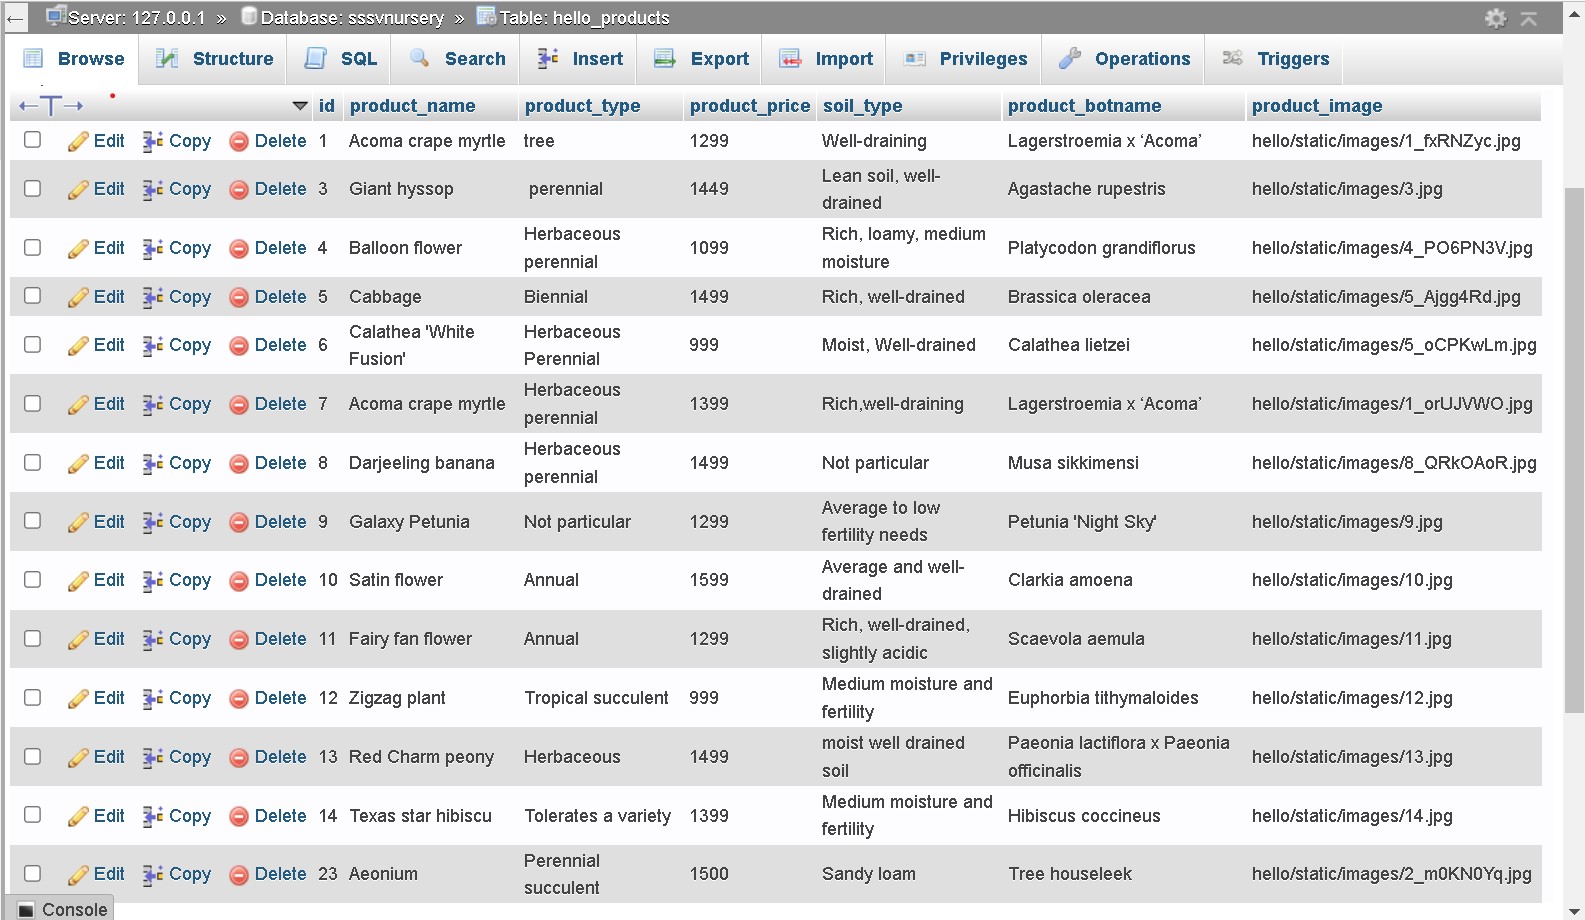 Server: 127.0.0.1 » Database: sssvnursery » Table: hello_products
Browse Structure SQL Search Insert Export Import Privileges Operations Triggers
←T→ id product_name product_type product_price soil_type product_botname product_image
Edit Copy Delete 1 Acoma crape myrtle tree 1299 Well-draining Lagerstroemia x ‘Acoma’ hello/static/images/1_fxRNZyc.jpg
Edit Copy Delete 3 Giant hyssop perennial 1449 Lean soil, well-
drained Agastache rupestris hello/static/images/3.jpg
Edit Copy Delete 4 Balloon flower Herbaceous
perennial 1099 Rich, loamy, medium
moisture Platycodon grandiflorus hello/static/images/4_PO6PN3V.jpg
Edit Copy Delete 5 Cabbage Biennial 1499 Rich, well-drained Brassica oleracea hello/static/images/5_Ajgg4Rd.jpg
Edit Copy Delete 6 Calathea 'White
Fusion' Herbaceous
Perennial 999 Moist, Well-drained Calathea lietzei hello/static/images/5_oCPKwLm.jpg
Edit Copy Delete 7 Acoma crape myrtle Herbaceous
perennial 1399 Rich,well-draining Lagerstroemia x ‘Acoma’ hello/static/images/1_orUJVWO.jpg
Edit Copy Delete 8 Darjeeling banana Herbaceous
perennial 1499 Not particular Musa sikkimensi hello/static/images/8_QRkOAoR.jpg
Edit Copy Delete 9 Galaxy Petunia Not particular 1299 Average to low
fertility needs Petunia 'Night Sky' hello/static/images/9.jpg
Edit Copy Delete 10 Satin flower Annual 1599 Average and well-
drained Clarkia amoena hello/static/images/10.jpg
Edit Copy Delete 11 Fairy fan flower Annual 1299 Rich, well-drained,
slightly acidic Scaevola aemula hello/static/images/11.jpg
Edit Copy Delete 12 Zigzag plant Tropical succulent 999 Medium moisture and
fertility Euphorbia tithymaloides hello/static/images/12.jpg
Edit Copy Delete 13 Red Charm peony Herbaceous 1499 moist well drained
soil Paeonia lactiflora x Paeonia
officinalis hello/static/images/13.jpg
Edit Copy Delete 14 Texas star hibiscu Tolerates a variety 1399 Medium moisture and
fertility Hibiscus coccineus hello/static/images/14.jpg
Edit Copy Delete 23 Aeonium Perennial
succulent 1500 Sandy loam Tree houseleek hello/static/images/2_m0KN0Yq.jpg
Console